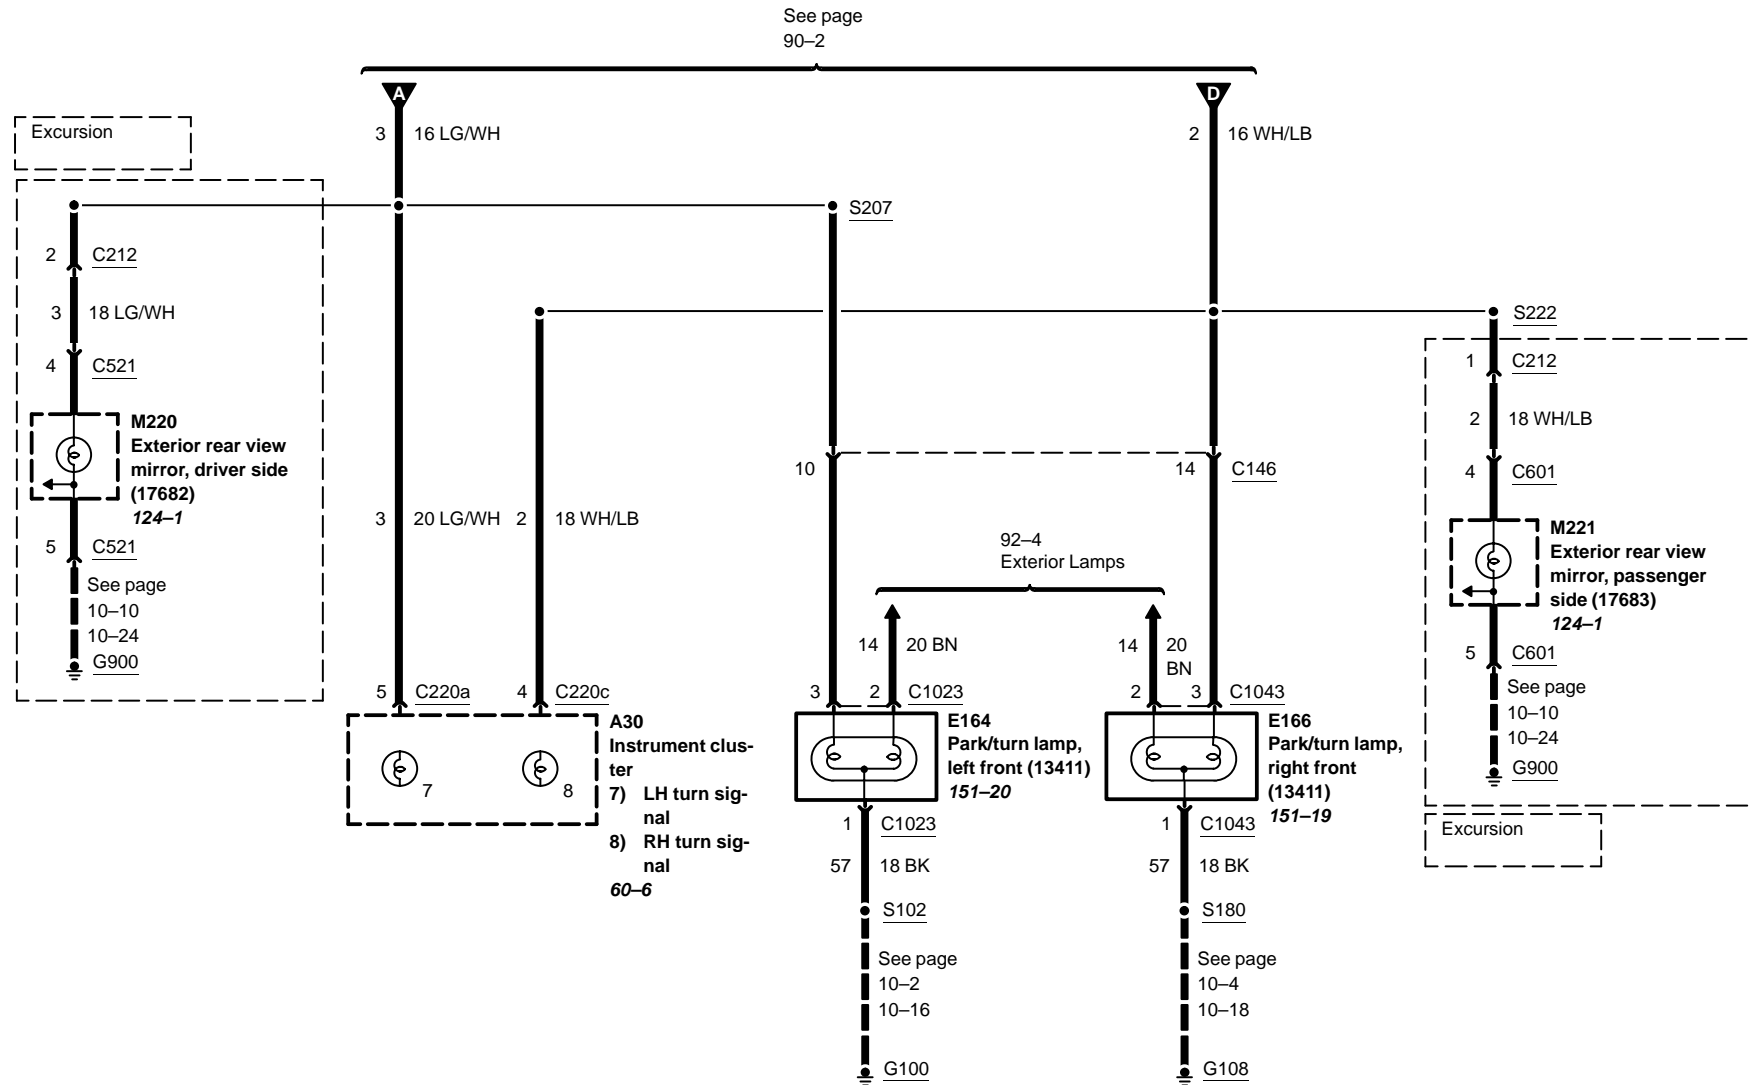 See page
90–2
A
D
3
16 LG/WH
2
16 WH/LB
Excursion
S207
2
C212
3
18 LG/WH
4
C521
M220
Exterior rear view
mirror, driver side
(17682)
124–1
5
C521
See page
10–10
10–24
G900
S222
1
C212
2
18 WH/LB
4
C601
M221
Exterior rear view
mirror, passenger
side (17683)
124–1
5
C601
See page
10–10
10–24
G900
Excursion
10
14
C146
3
20 LG/WH
2
18 WH/LB
92–4
Exterior Lamps
14
20 BN
14
20
BN
5
C220a
4
C220c
3
2
C1023
2
3
C1043
7
8
A30
Instrument clus-
ter
7) LH turn sig-
nal
8) RH turn sig-
nal
60–6
E164
Park/turn lamp,
left front (13411)
151–20
E166
Park/turn lamp,
right front
(13411)
151–19
1
C1023
57
18 BK
S102
See page
10–2
10–16
G100
1
C1043
57
18 BK
S180
See page
10–4
10–18
G108